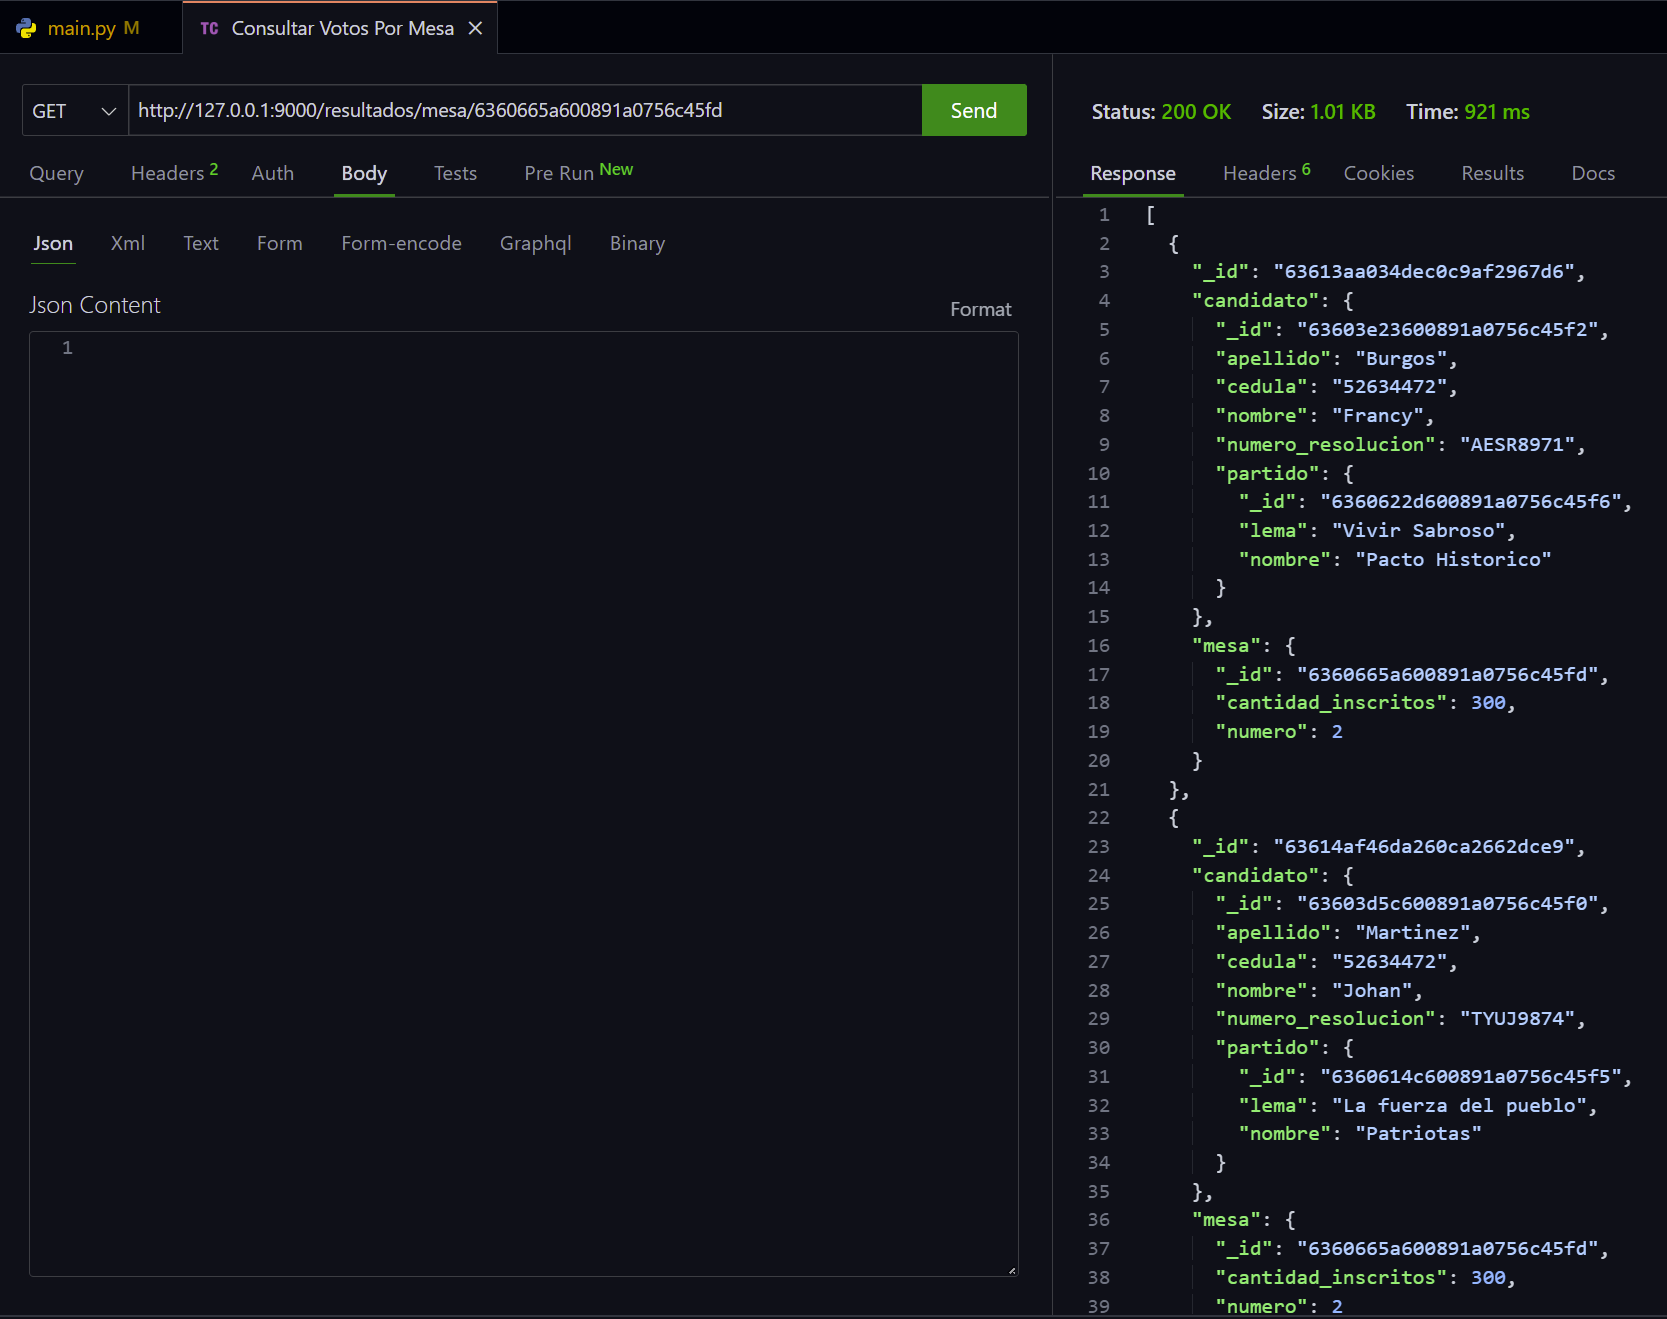 main.py M
TC Consultar Votos Por Mesa
GET http://127.0.0.1:9000/resultados/mesa/6360665a600891a0756c45fd Send
Query Headers 2 Auth Body Tests Pre Run New
Json Xml Text Form Form-encode Graphql Binary
Json Content Format
1
Status: 200 OK Size: 1.01 KB Time: 921 ms
Response Headers 6 Cookies Results Docs
1 [
2 {
3 "_id": "63613aa034dec0c9af2967d6",
4 "candidato": {
5 "_id": "63603e23600891a0756c45f2",
6 "apellido": "Burgos",
7 "cedula": "52634472",
8 "nombre": "Francy",
9 "numero_resolucion": "AESR8971",
10 "partido": {
11 "_id": "6360622d600891a0756c45f6",
12 "lema": "Vivir Sabroso",
13 "nombre": "Pacto Historico"
14 }
15 },
16 "mesa": {
17 "_id": "6360665a600891a0756c45fd",
18 "cantidad_inscritos": 300,
19 "numero": 2
20 }
21 },
22 {
23 "_id": "63614af46da260ca2662dce9",
24 "candidato": {
25 "_id": "63603d5c600891a0756c45f0",
26 "apellido": "Martinez",
27 "cedula": "52634472",
28 "nombre": "Johan",
29 "numero_resolucion": "TYUJ9874",
30 "partido": {
31 "_id": "6360614c600891a0756c45f5",
32 "lema": "La fuerza del pueblo",
33 "nombre": "Patriotas"
34 }
35 },
36 "mesa": {
37 "_id": "6360665a600891a0756c45fd",
38 "cantidad_inscritos": 300,
39 "numero": 2